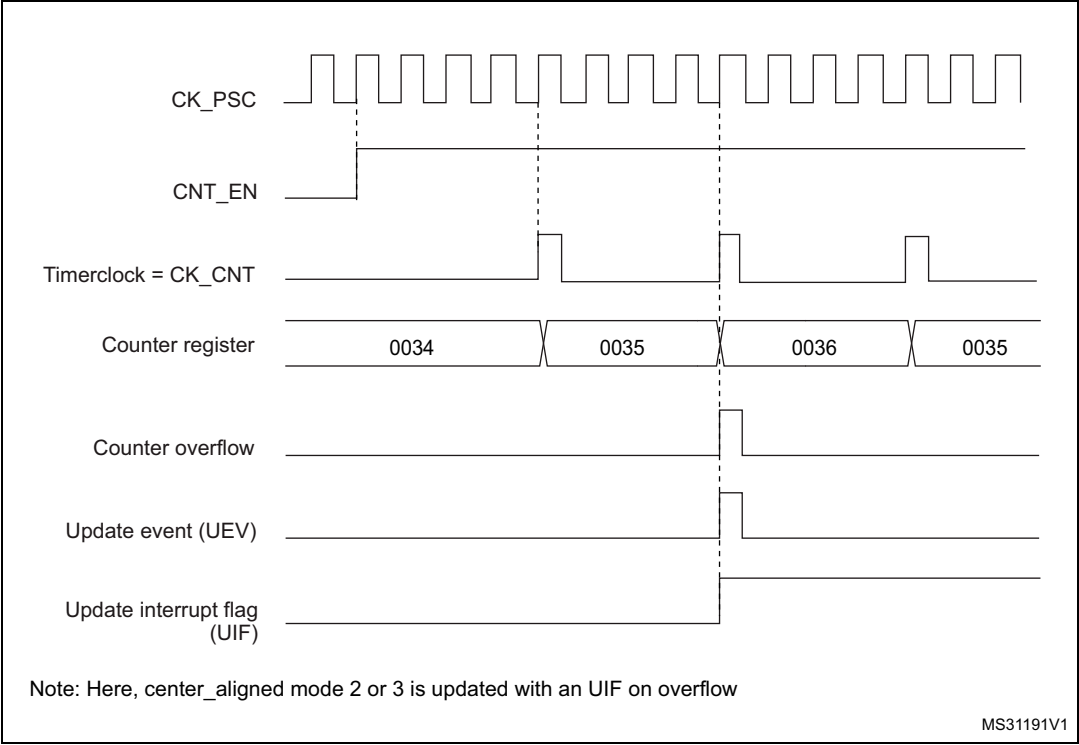 CK_PSC
CNT_EN
Timerclock = CK_CNT
Counter register
0034
0035
0036
0035
Counter overflow
Update event (UEV)
Update interrupt flag
(UIF)
Note: Here, center_aligned mode 2 or 3 is updated with an UIF on overflow
MS31191V1